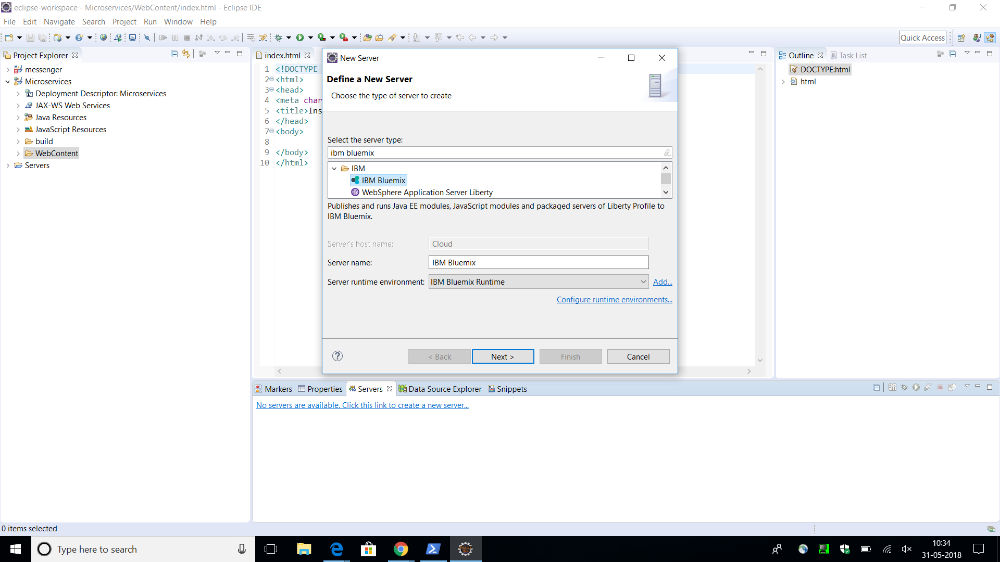 eclipse-workspace - Microservices/WebContent/index.html - Eclipse IDE
File Edit Navigate Search Project Run Window Help
Quick Access
Project Explorer
messenger
Microservices
Deployment Descriptor: Microservices
JAX-WS Web Services
Java Resources
JavaScript Resources
build
WebContent
Servers
index.html
1 <!DOCTYPE
2 <html>
3 <head>
4 <meta char
5 <title>Ins
6 </head>
7 <body>
8
9 </body>
10 </html>
New Server
Define a New Server
Choose the type of server to create
Select the server type:
ibm bluemix
IBM
IBM Bluemix
WebSphere Application Server Liberty
Publishes and runs Java EE modules, JavaScript modules and packaged servers of Liberty Profile to
IBM Bluemix.
Server's host name: Cloud
Server name: IBM Bluemix
Server runtime environment: IBM Bluemix Runtime Add...
Configure runtime environments...
< Back Next > Finish Cancel
Outline Task List
DOCTYPE:html
html
Markers Properties Servers Data Source Explorer Snippets
No servers are available. Click this link to create a new server...
0 items selected
Type here to search
10:34
31-05-2018